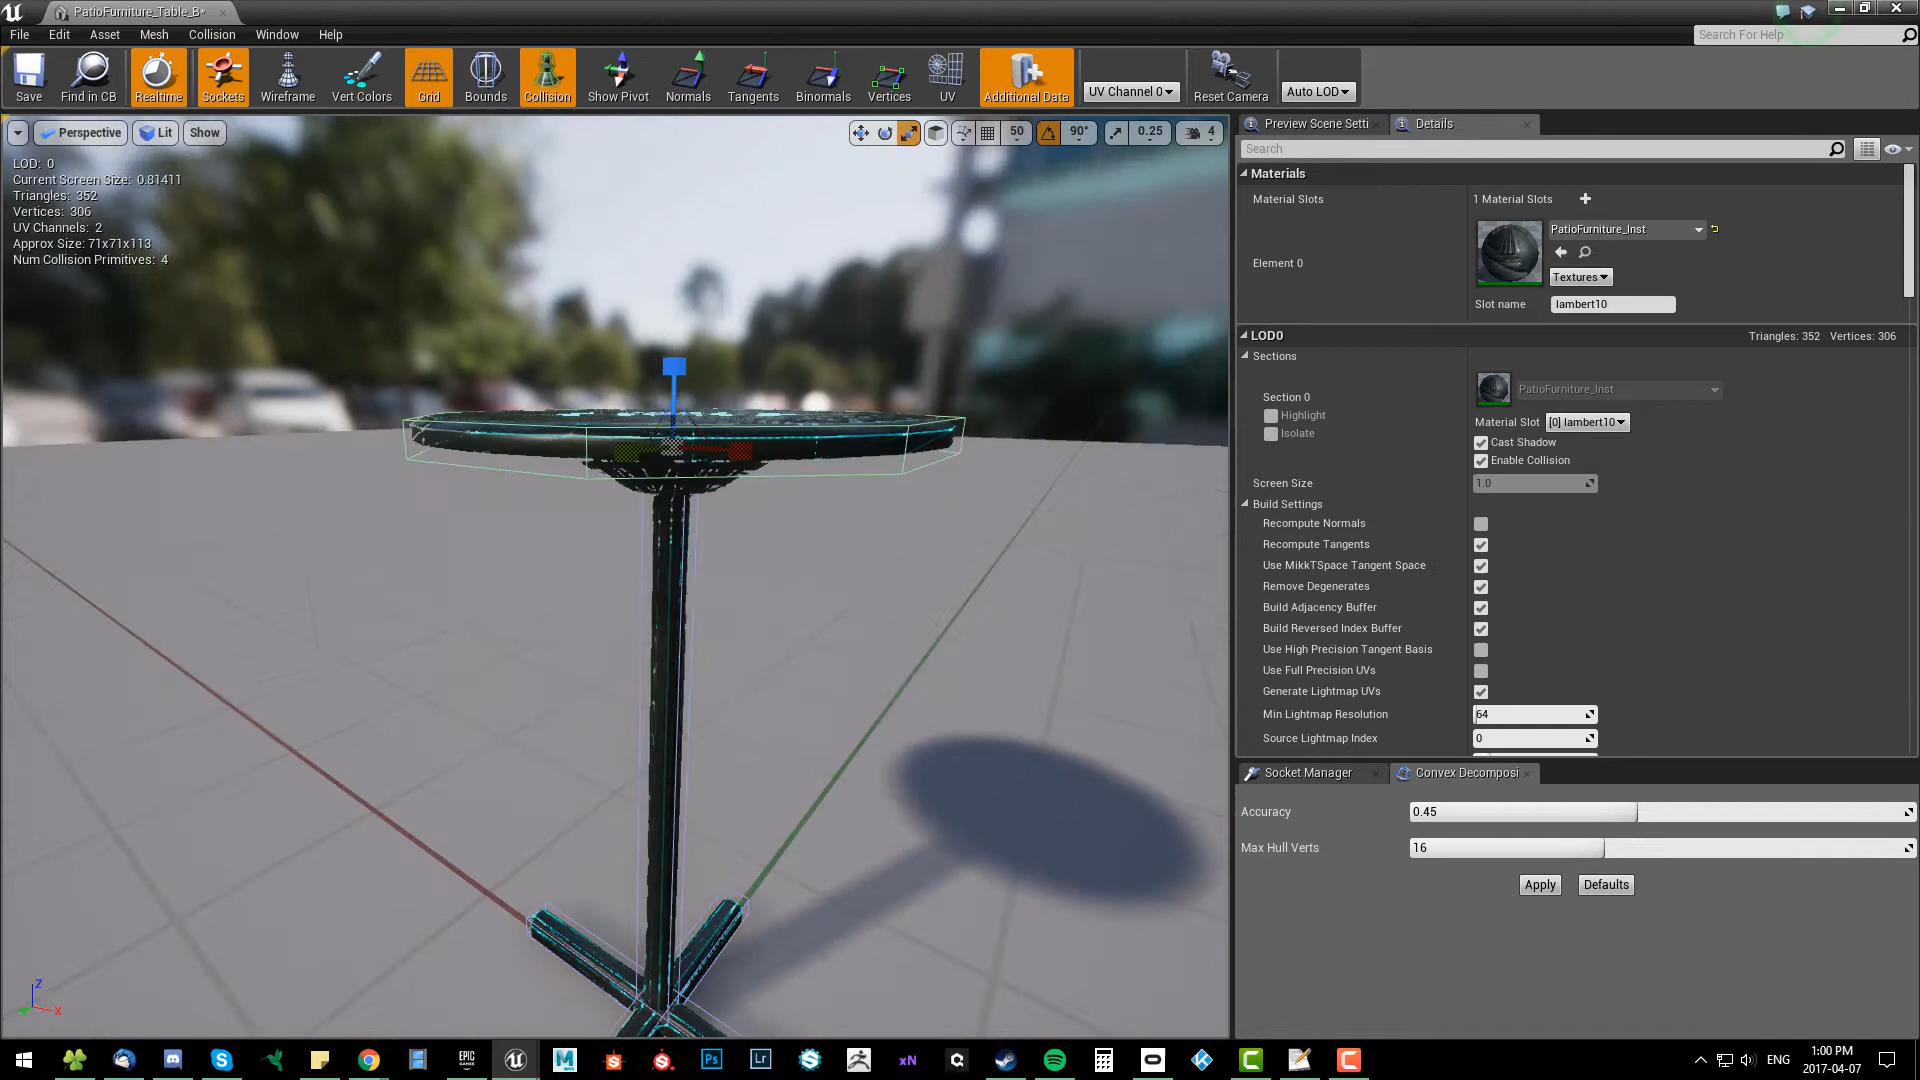 PatioFurniture_Table_B*
File Edit Asset Mesh Collision Window Help
Search For Help
Save Find in CB Realtime Sockets Wireframe Vert Colors Grid Bounds Collision Show Pivot Normals Tangents Binormals Vertices UV Additional Data UV Channel 0 Reset Camera Auto LOD
Perspective Lit Show 50 90° 0.25 4
LOD: 0
Current Screen Size: 0.81411
Triangles: 352
Vertices: 306
UV Channels: 2
Approx Size: 71x71x113
Num Collision Primitives: 4
Z
X
Y
Preview Scene Setti Details
Search
Materials
Material Slots 1 Material Slots
PatioFurniture_Inst
Element 0
Textures
Slot name lambert10
LOD0 Triangles: 352 Vertices: 306
Sections
PatioFurniture_Inst
Section 0
Highlight
Isolate
Material Slot [0] lambert10
Cast Shadow
Enable Collision
Screen Size 1.0
Build Settings
Recompute Normals
Recompute Tangents
Use MikkTSpace Tangent Space
Remove Degenerates
Build Adjacency Buffer
Build Reversed Index Buffer
Use High Precision Tangent Basis
Use Full Precision UVs
Generate Lightmap UVs
Min Lightmap Resolution 64
Source Lightmap Index 0
Socket Manager Convex Decomposi
Accuracy 0.45
Max Hull Verts 16
Apply Defaults
EPIC GAMES
M
Ps
Lr
xN
ENG
1:00 PM
2017-04-07